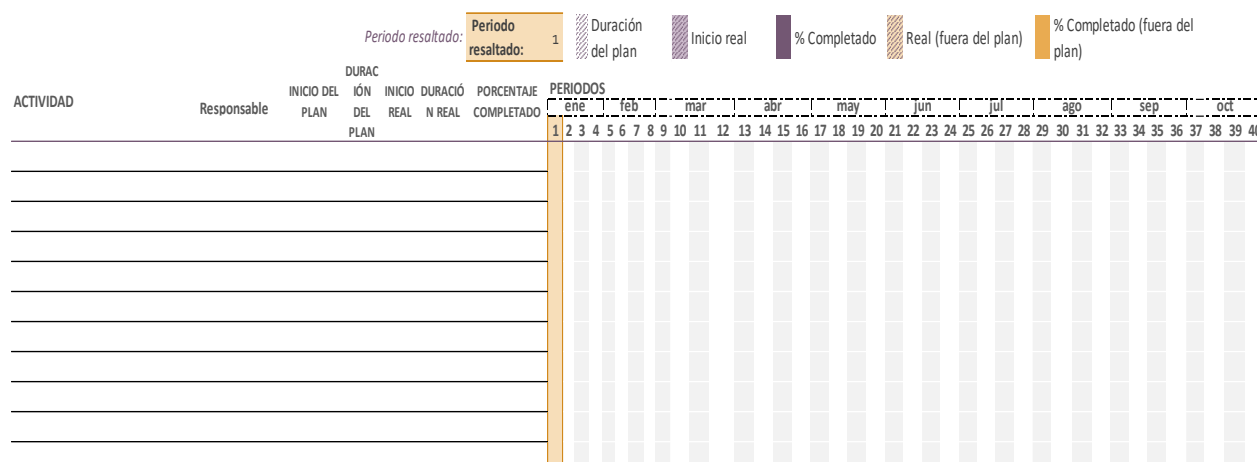 Periodo resaltado:
Periodo
resaltado:
1
Duración
del plan
Inicio real
% Completado
Real (fuera del plan)
% Completado (fuera del
plan)
ACTIVIDAD
Responsable
INICIO DEL
PLAN
DURAC
IÓN
DEL
PLAN
INICIO
REAL
DURACIÓ
N REAL
PORCENTAJE
COMPLETADO
PERIODOS
ene feb mar abr may jun jul ago sep oct
1 2 3 4 5 6 7 8 9 10 11 12 13 14 15 16 17 18 19 20 21 22 23 24 25 26 27 28 29 30 31 32 33 34 35 36 37 38 39 40